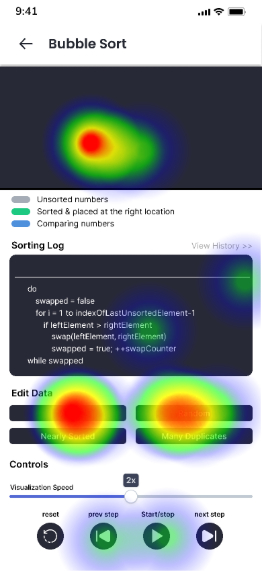 9:41
Bubble Sort
Unsorted numbers
Sorted & placed at the right location
Comparing numbers
Sorting Log
View History >>
do
swapped = false
for i = 1 to indexOfLastUnsortedElement-1
if leftElement > rightElement
swap(leftElement, rightElement)
swapped = true; ++swapCounter
while swapped
Edit Data
Nearly Sorted
Many Duplicates
Controls
2x
Visualization Speed
reset
prev step
Start/stop
next step